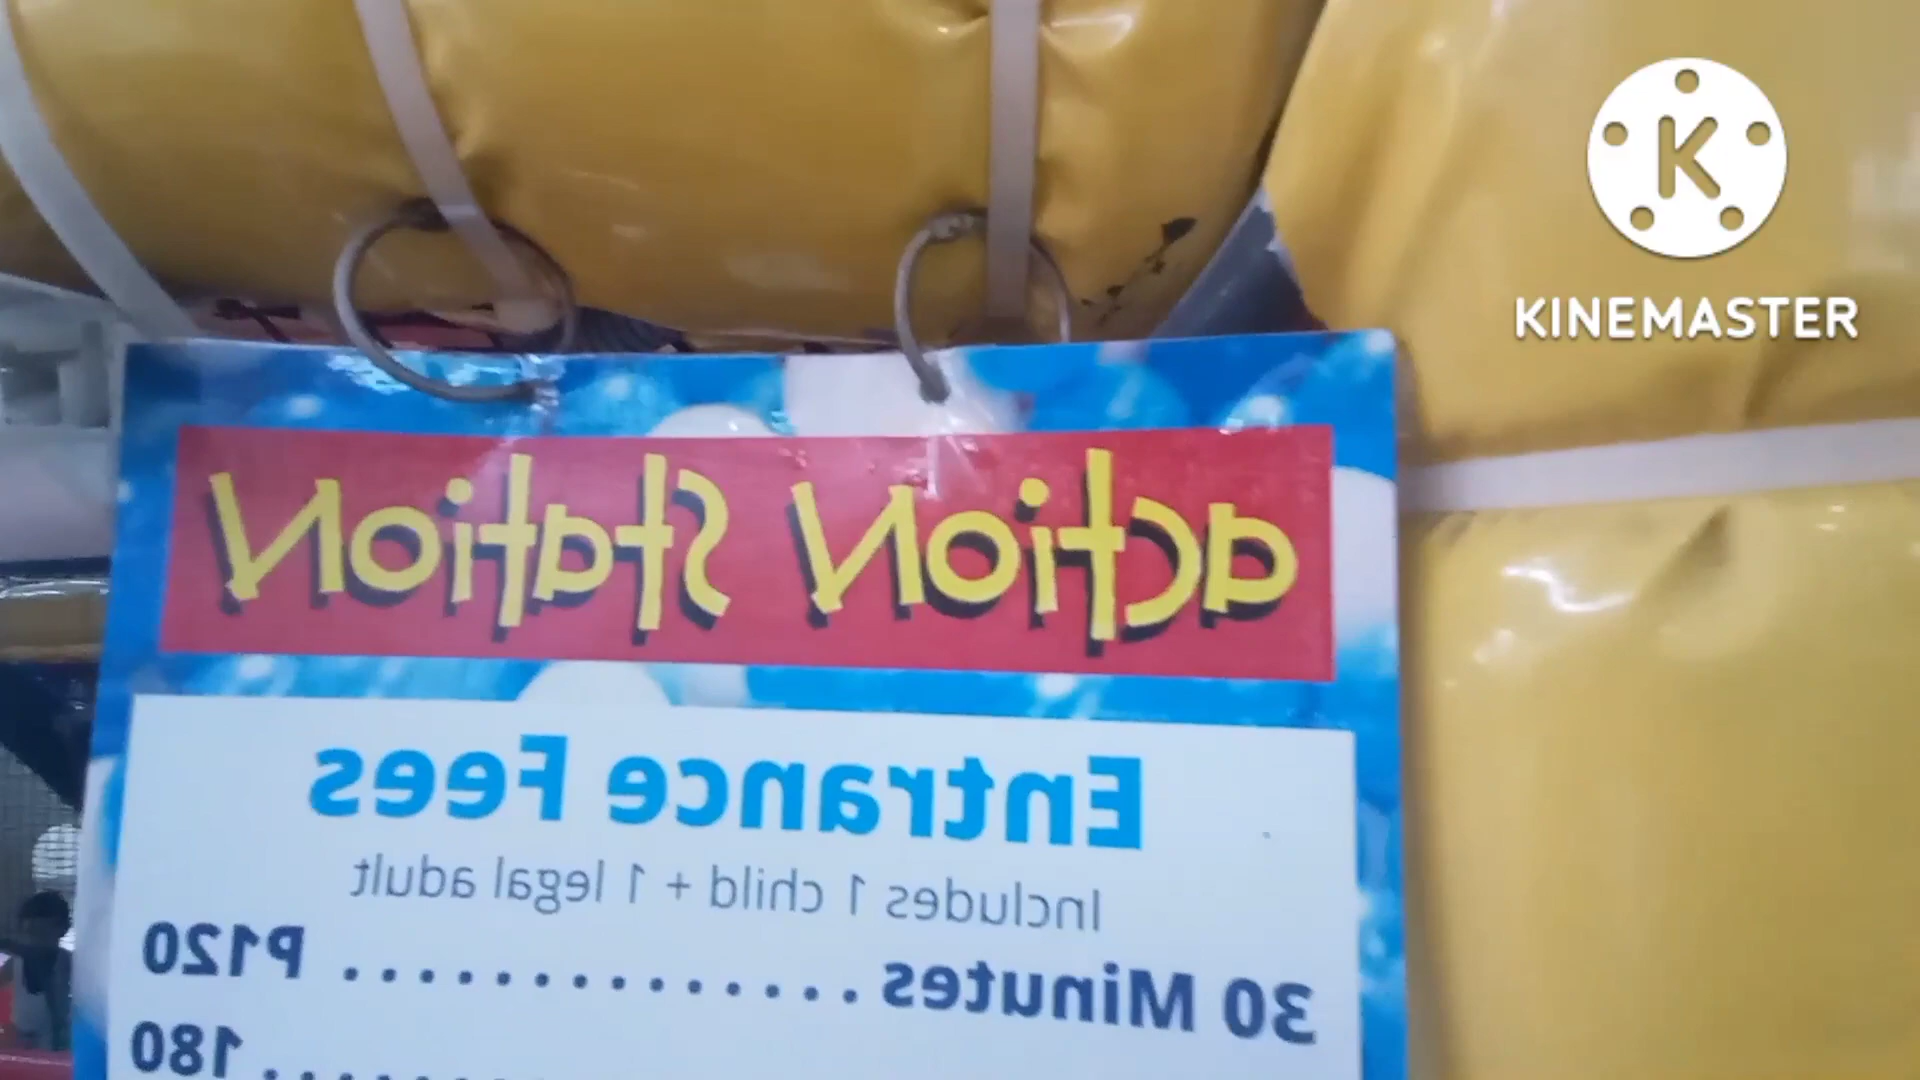 KINEMASTER
action station
Entrance Fees
Includes 1 child + 1 legal adult
30 Minutes ............... P120
.... 180